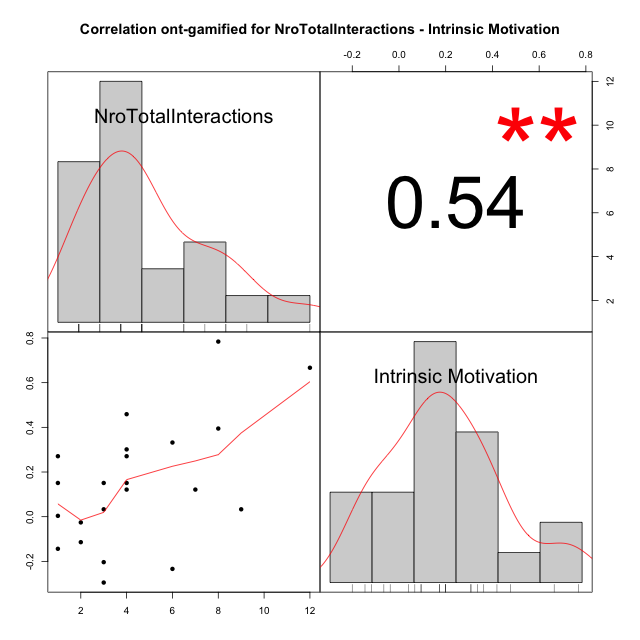 Correlation ont-gamified for NroTotalInteractions - Intrinsic Motivation
-0.2 0.0 0.2 0.4 0.6 0.8
NroTotalInteractions
**
0.54
12
10
8
6
4
2
0.8
0.6
0.4
0.2
0.0
-0.2
Intrinsic Motivation
2 4 6 8 10 12